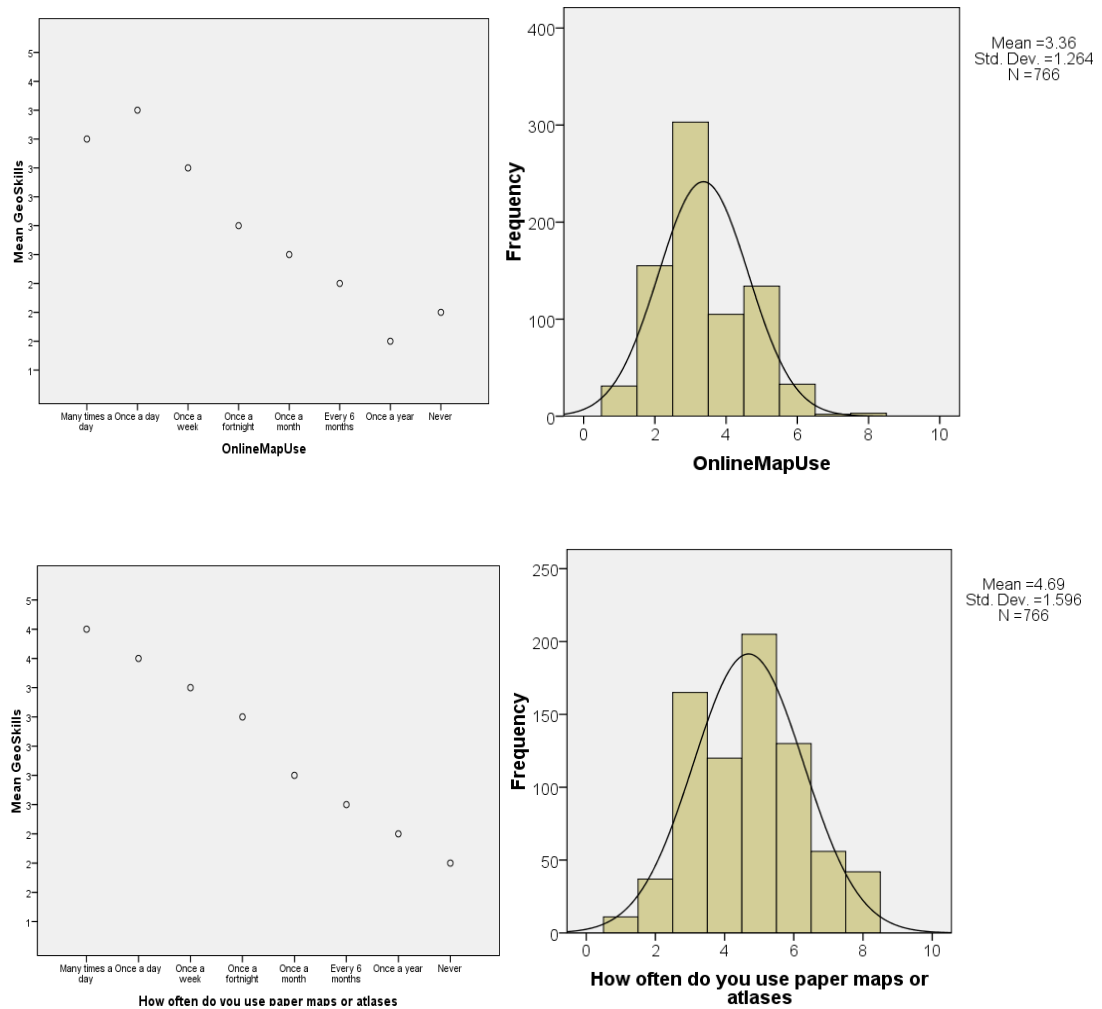 Mean GeoSkills
5
4
3
3
3
3
3
3
2
2
2
1
Many times a day
Once a day
Once a week
Once a fortnight
Once a month
Every 6 months
Once a year
Never
OnlineMapUse
Frequency
400
300
200
100
0
0 2 4 6 8 10
OnlineMapUse
Mean =3.36
Std. Dev. =1.264
N =766
Mean GeoSkills
5
4
4
3
3
3
3
3
2
2
2
1
Many times a day
Once a day
Once a week
Once a fortnight
Once a month
Every 6 months
Once a year
Never
How often do you use paper maps or atlases
Frequency
250
200
150
100
50
0
0 2 4 6 8 10
How often do you use paper maps or
atlases
Mean =4.69
Std. Dev. =1.596
N =766